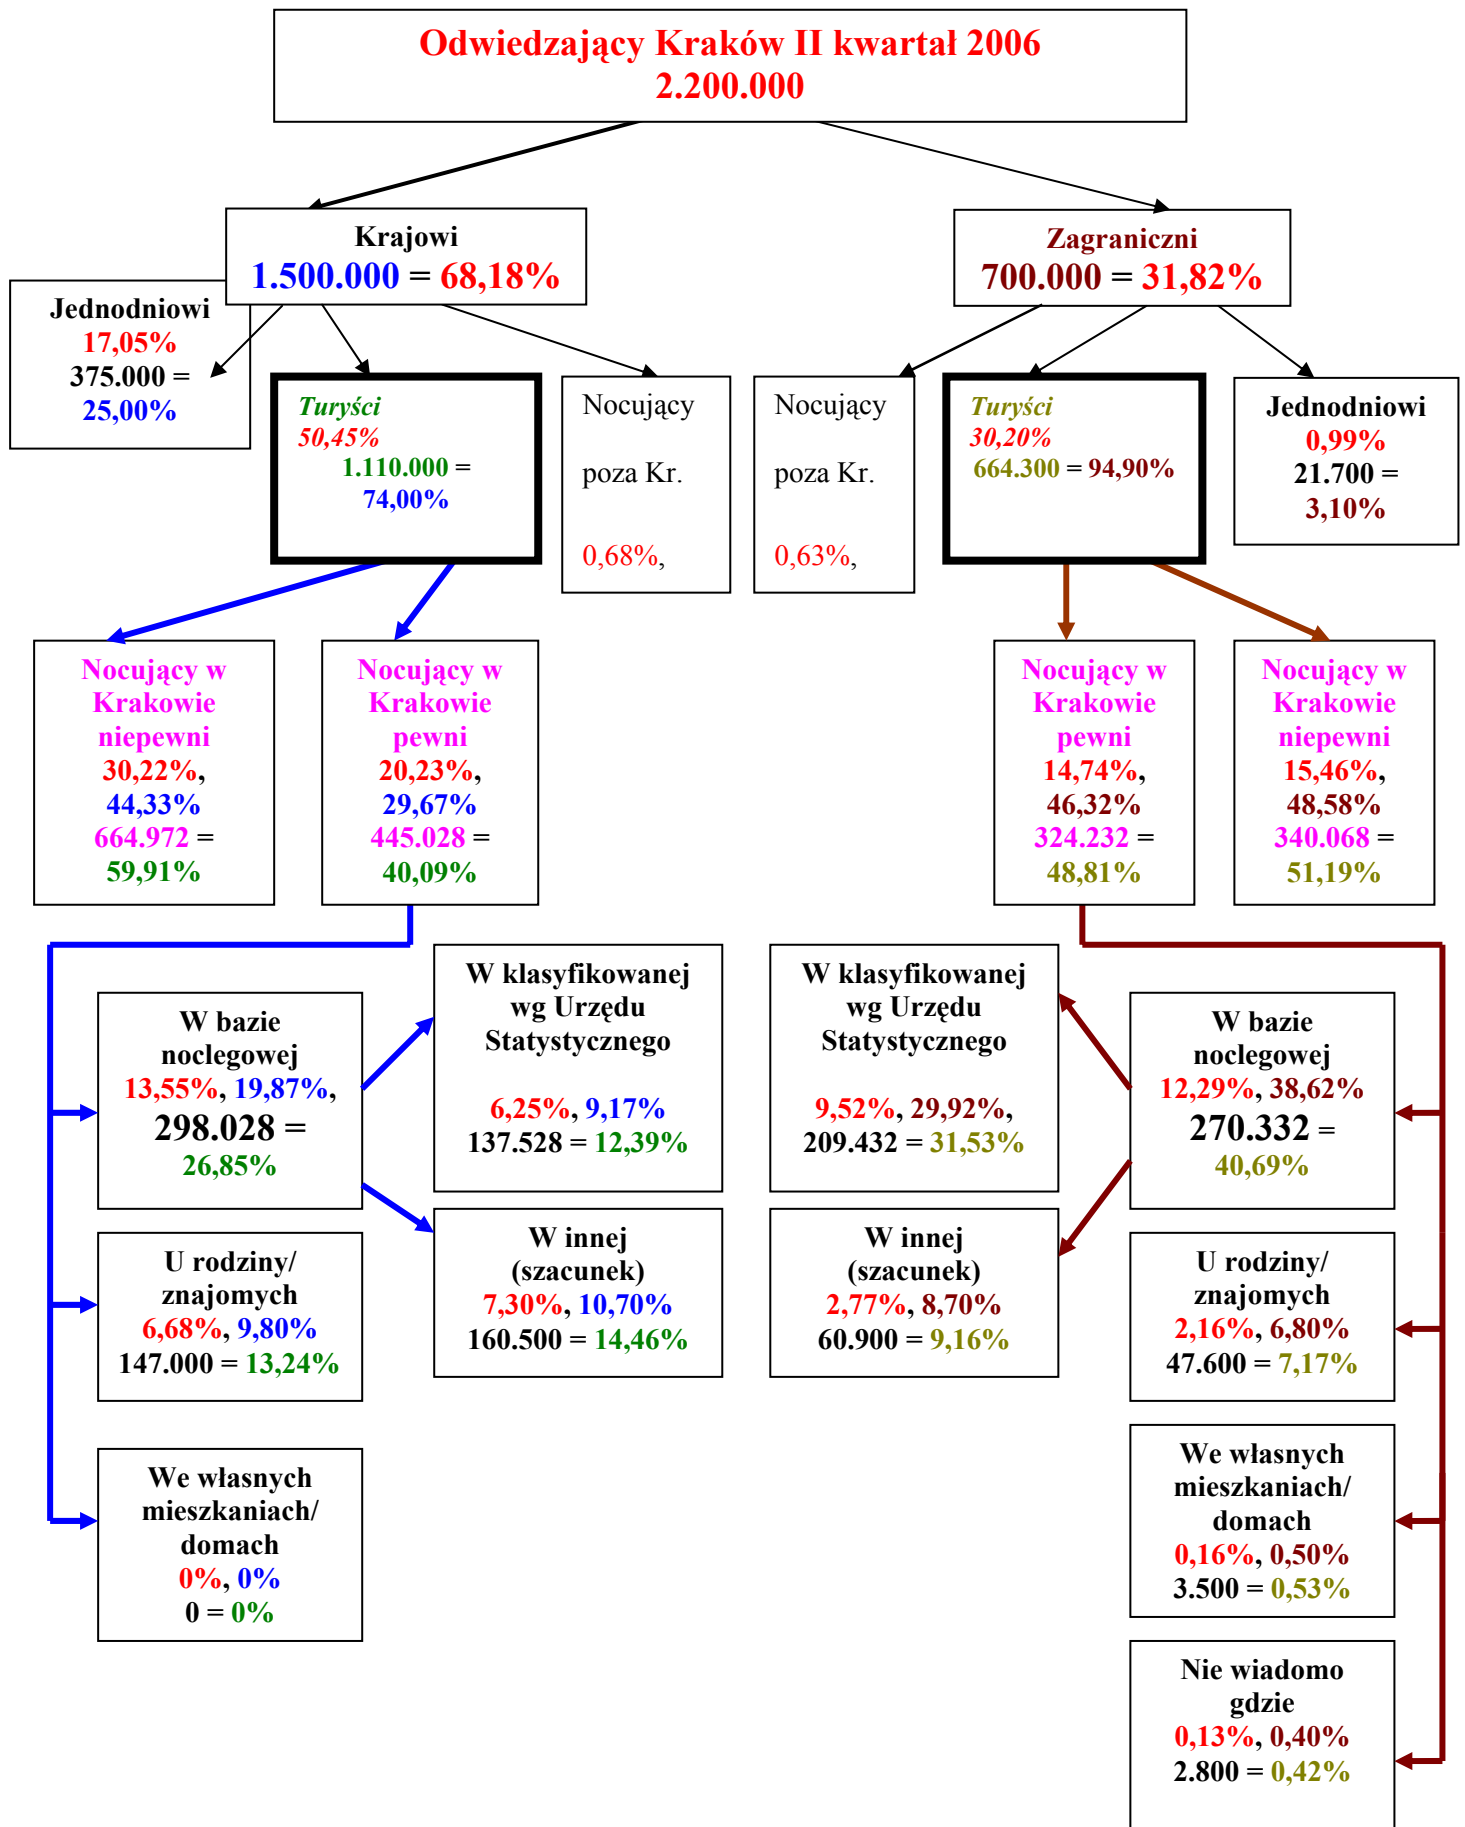 Odwiedzający Kraków II kwartał 2006
2.200.000
Krajowi
1.500.000 = 68,18%
Zagraniczni
700.000 = 31,82%
Jednodniowi
17,05%
375.000 =
25,00%
Turyści
50,45%
1.110.000 =
74,00%
Nocujący
poza Kr.
0,68%,
Nocujący
poza Kr.
0,63%,
Turyści
30,20%
664.300 = 94,90%
Jednodniowi
0,99%
21.700 =
3,10%
Nocujący w
Krakowie
niepewni
30,22%,
44,33%
664.972 =
59,91%
Nocujący w
Krakowie
pewni
20,23%,
29,67%
445.028 =
40,09%
Nocujący w
Krakowie
pewni
14,74%,
46,32%
324.232 =
48,81%
Nocujący w
Krakowie
niepewni
15,46%,
48,58%
340.068 =
51,19%
W bazie
noclegowej
13,55%, 19,87%,
298.028 =
26,85%
W klasyfikowanej
wg Urzędu
Statystycznego
6,25%, 9,17%
137.528 = 12,39%
W klasyfikowanej
wg Urzędu
Statystycznego
9,52%, 29,92%,
209.432 = 31,53%
W bazie
noclegowej
12,29%, 38,62%
270.332 =
40,69%
U rodziny/
znajomych
6,68%, 9,80%
147.000 = 13,24%
W innej
(szacunek)
7,30%, 10,70%
160.500 = 14,46%
W innej
(szacunek)
2,77%, 8,70%
60.900 = 9,16%
U rodziny/
znajomych
2,16%, 6,80%
47.600 = 7,17%
We własnych
mieszkaniach/
domach
0%, 0%
0 = 0%
We własnych
mieszkaniach/
domach
0,16%, 0,50%
3.500 = 0,53%
Nie wiadomo
gdzie
0,13%, 0,40%
2.800 = 0,42%